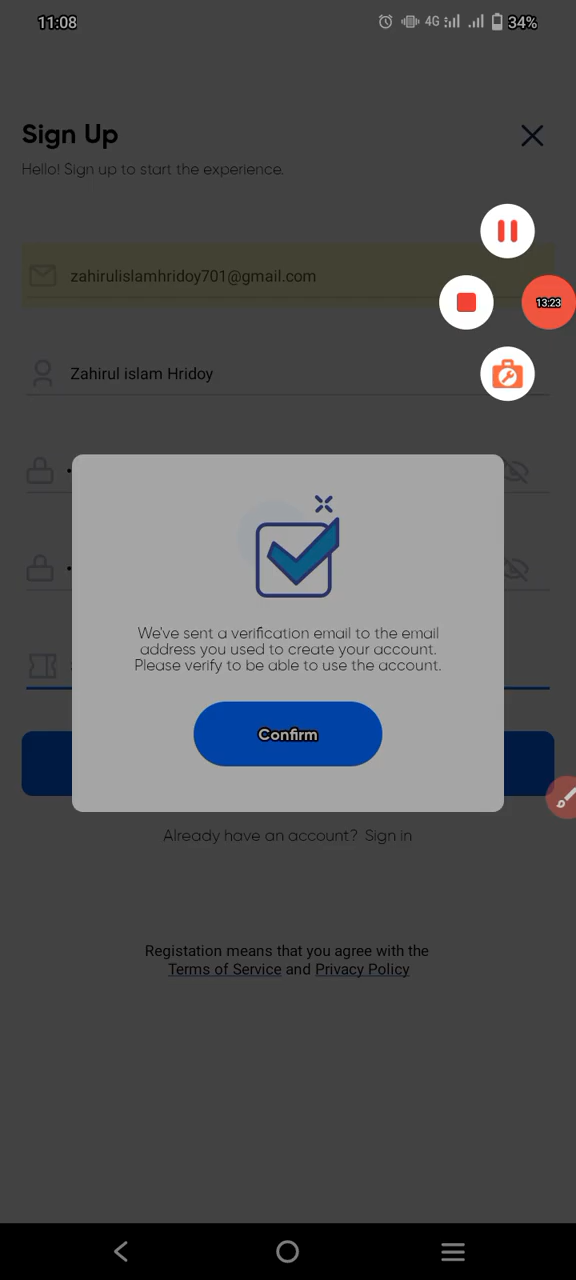 11:08
4G
34%
Sign Up
Hello! Sign up to start the experience.
zahirulislamhridoy701@gmail.com
13:23
Zahirul islam Hridoy
We've sent a verification email to the email
address you used to create your account.
Please verify to be able to use the account.
Confirm
Already have an account? Sign in
Registation means that you agree with the
Terms of Service and Privacy Policy